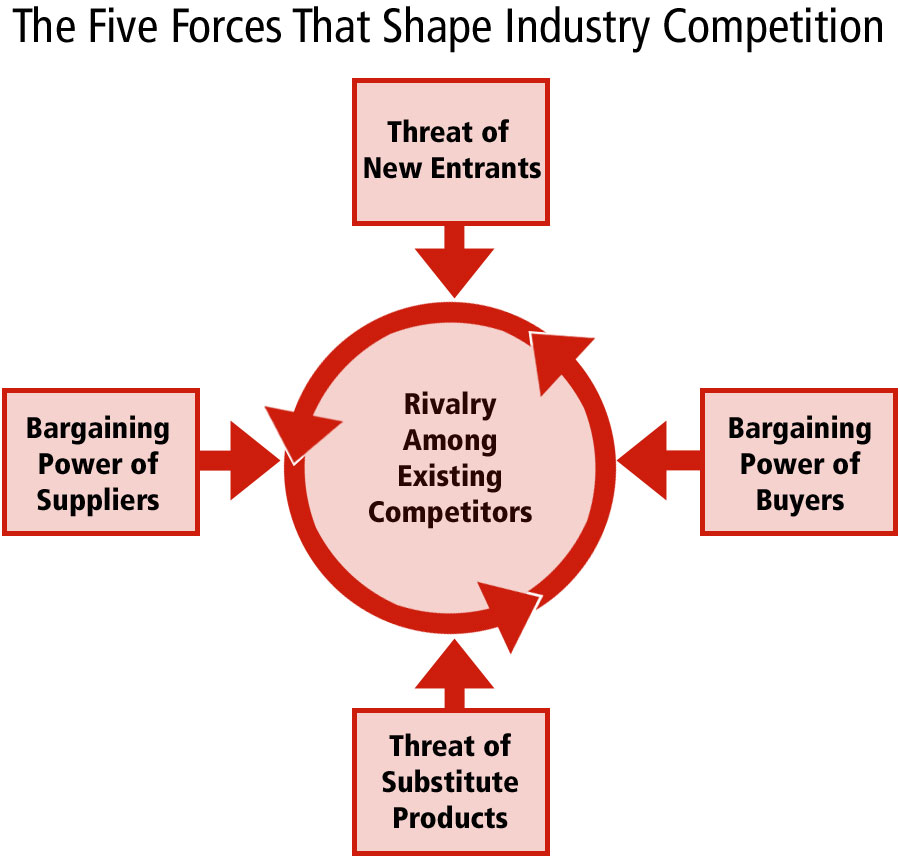 The Five Forces That Shape Industry Competition
Threat of
New Entrants
Bargaining
Power of
Suppliers
Rivalry
Among
Existing
Competitors
Bargaining
Power of
Buyers
Threat of
Substitute
Products